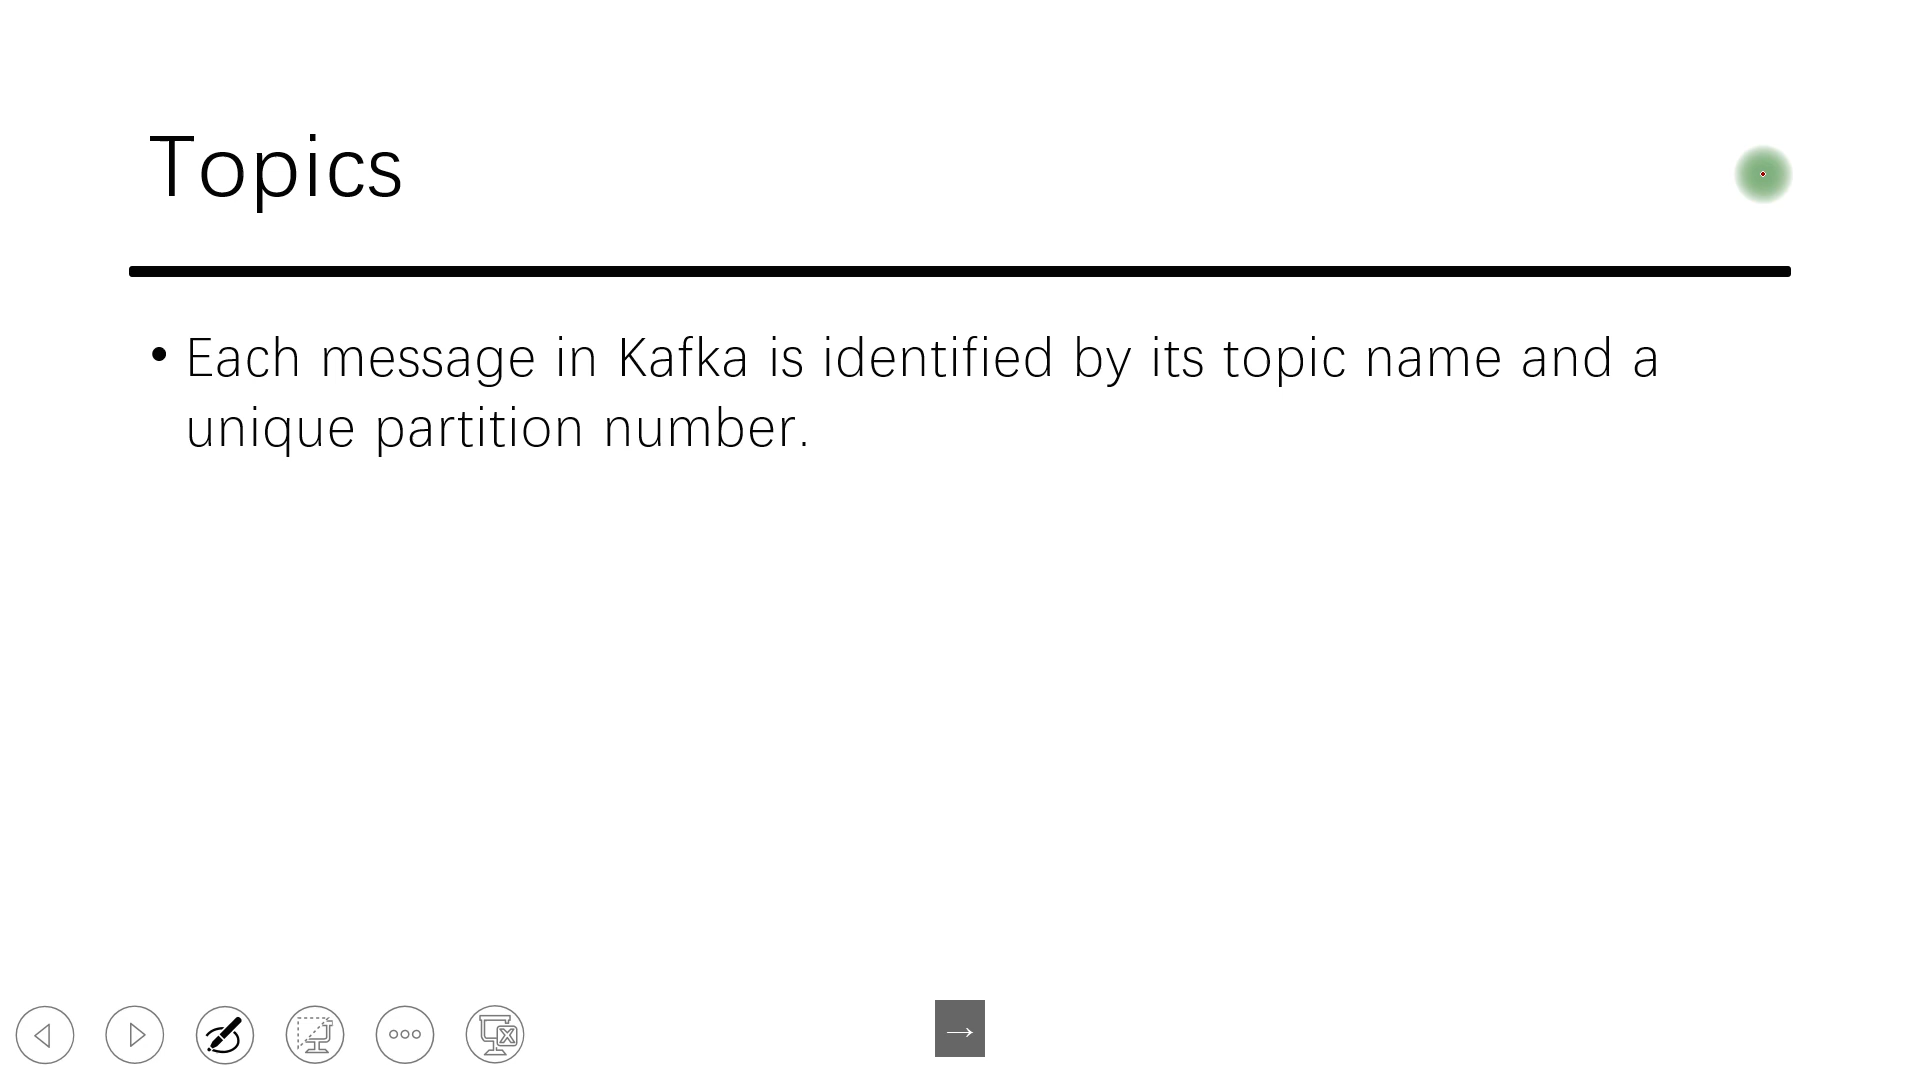 Topics
• Each message in Kafka is identified by its topic name and a
unique partition number.
→